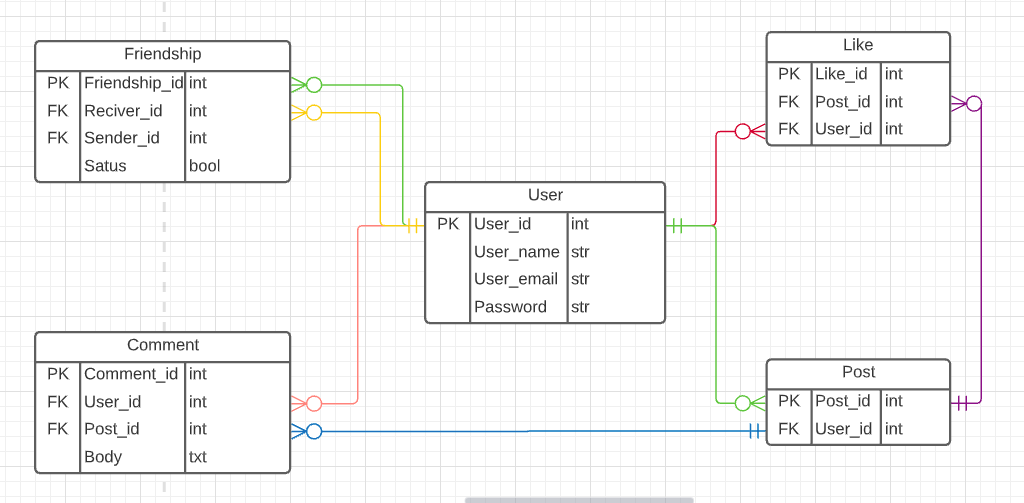 Friendship
PK Friendship_id int
FK Reciver_id int
FK Sender_id int
Satus bool
Like
PK Like_id int
FK Post_id int
FK User_id int
User
PK User_id int
User_name str
User_email str
Password str
Comment
PK Comment_id int
FK User_id int
FK Post_id int
Body txt
Post
PK Post_id int
FK User_id int